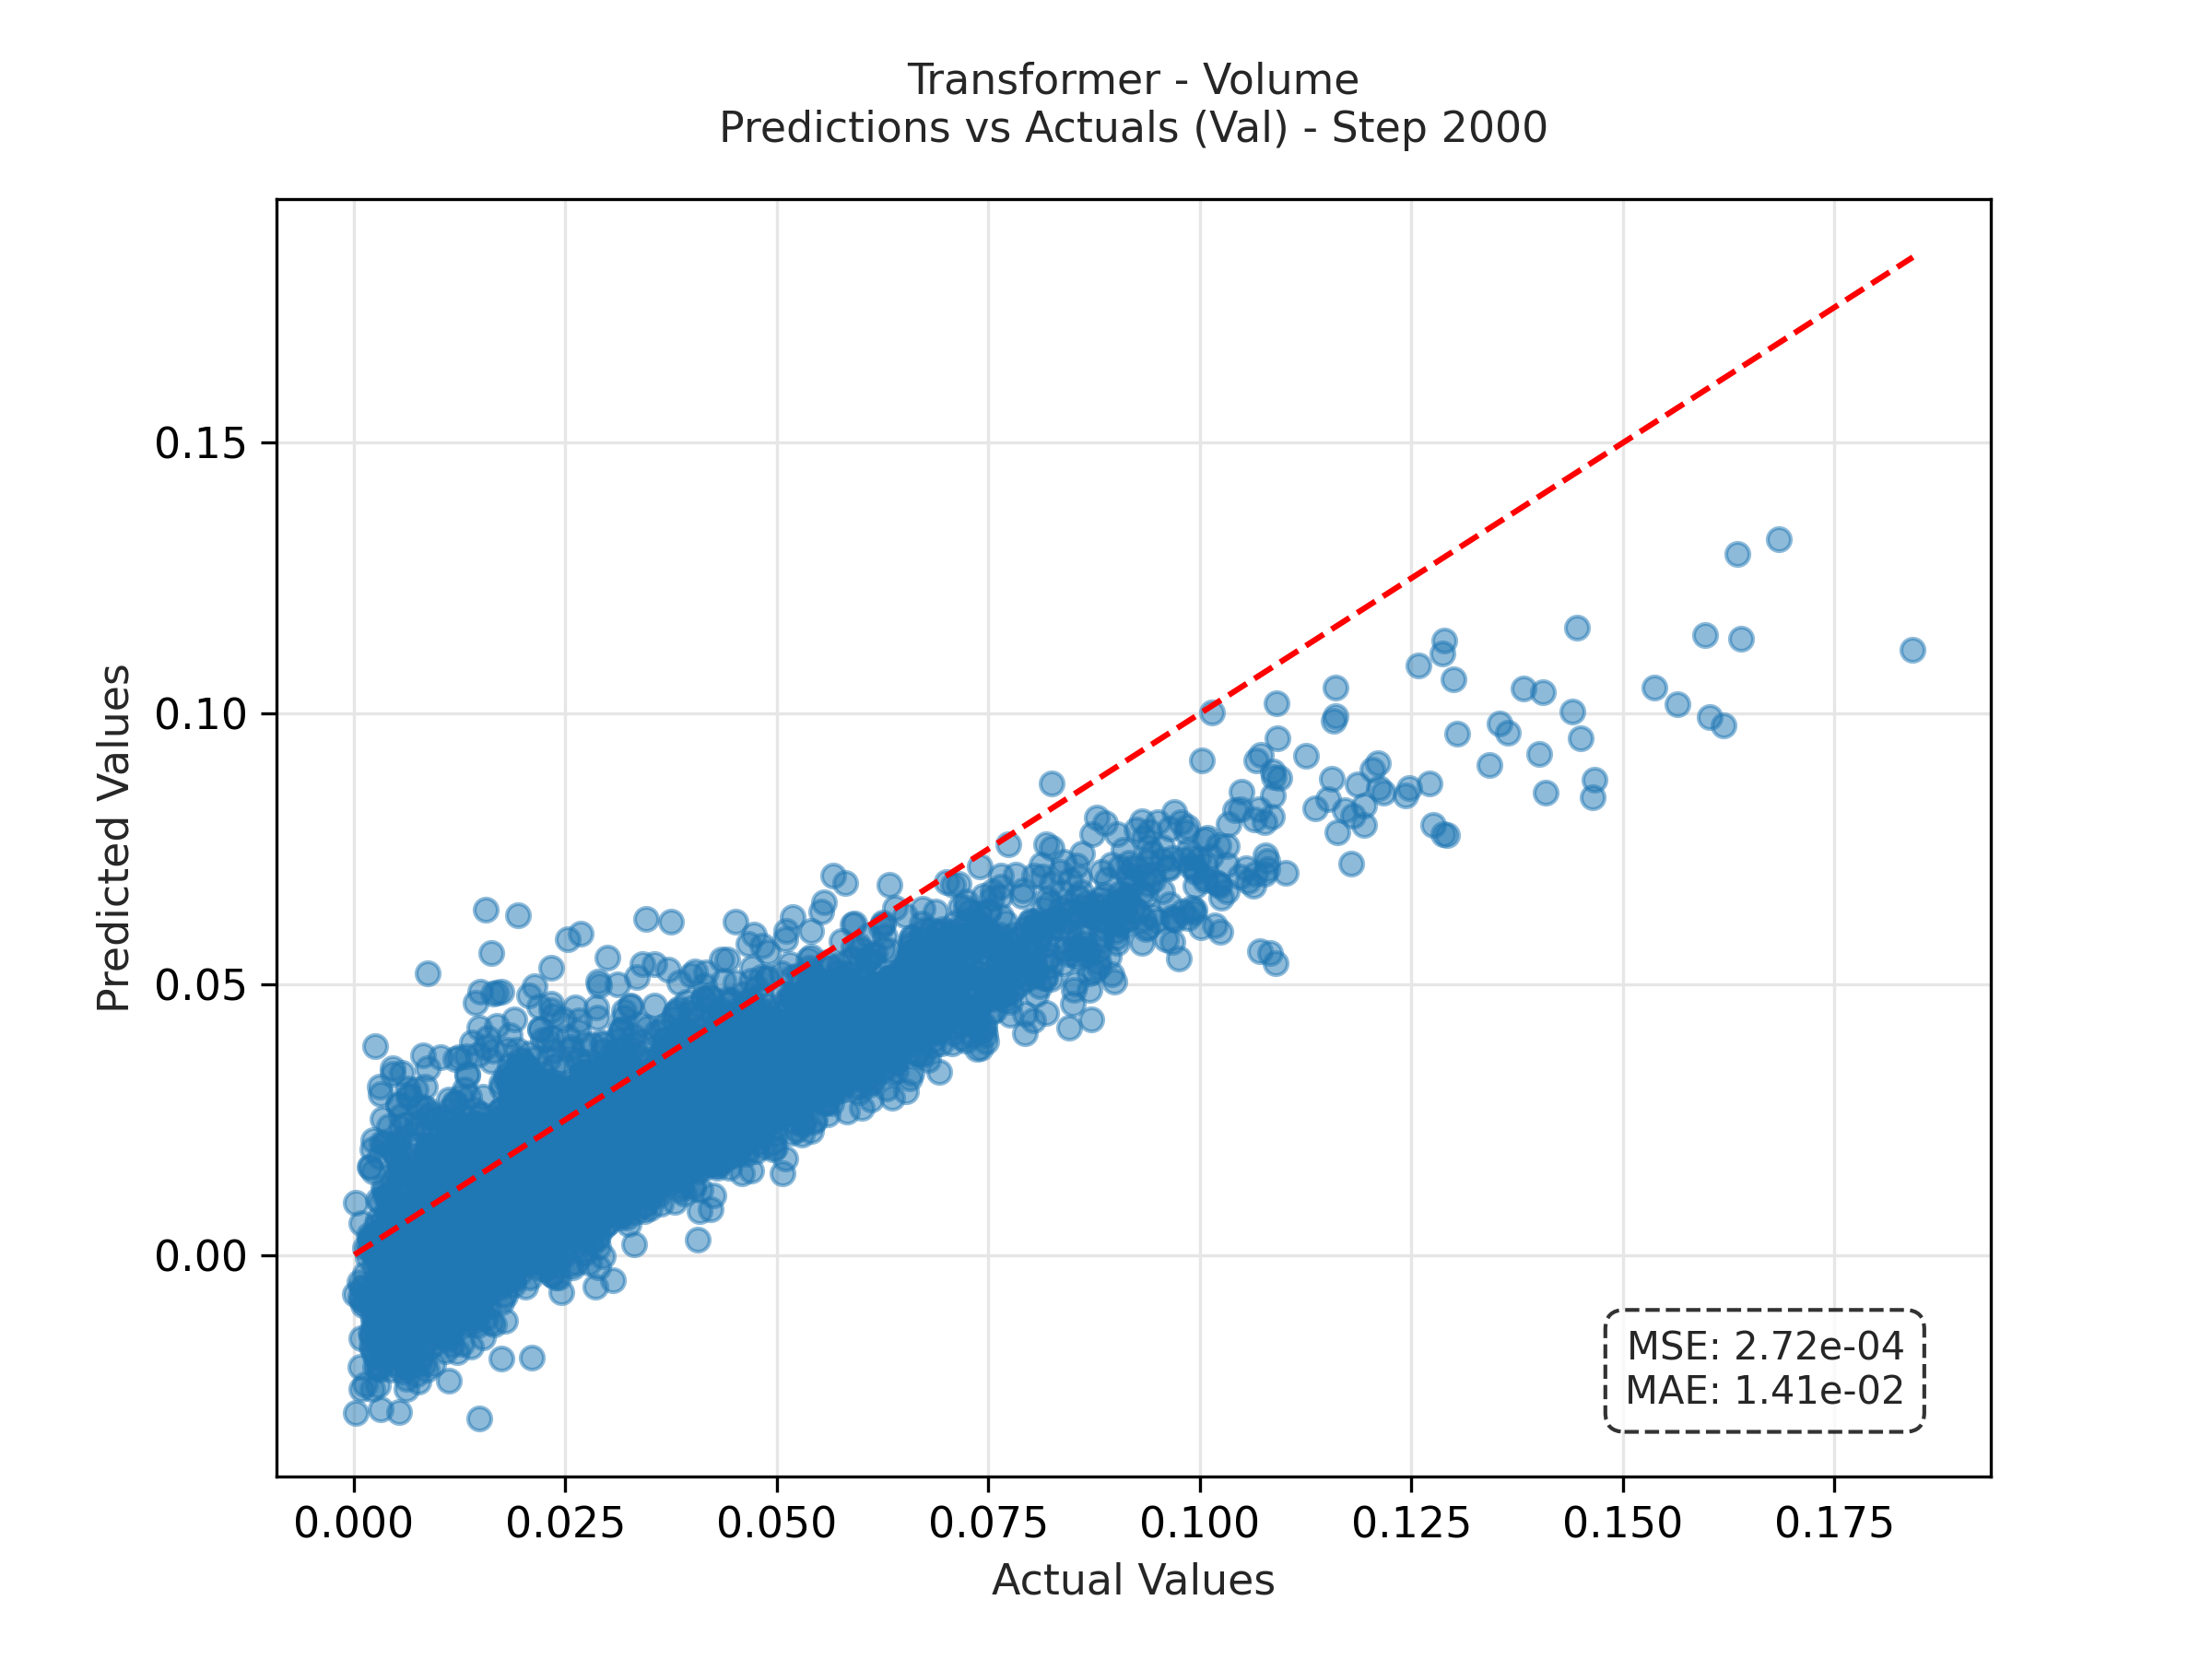 Transformer - Volume
Predictions vs Actuals (Val) - Step 2000
Predicted Values
0.15
0.10
0.05
0.00
MSE: 2.72e-04
MAE: 1.41e-02
0.000 0.025 0.050 0.075 0.100 0.125 0.150 0.175
Actual Values